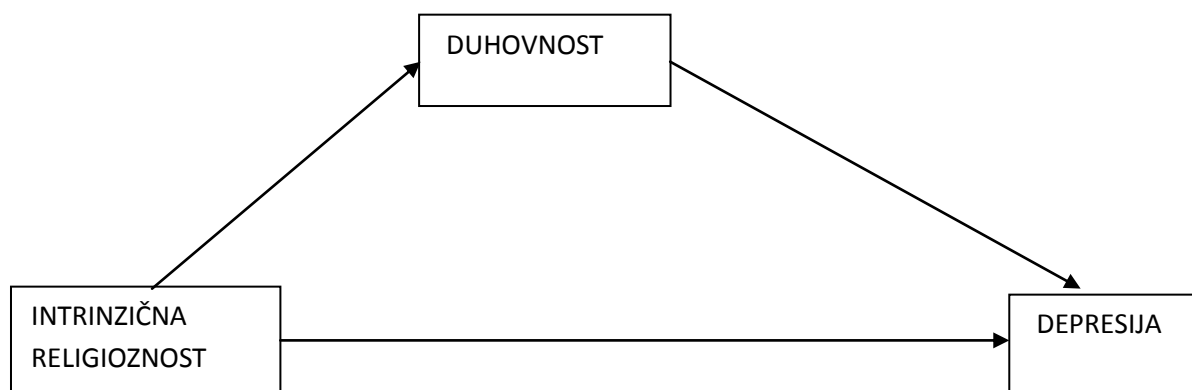 DUHOVNOST
INTRINZIČNA
RELIGIOZNOST
DEPRESIJA